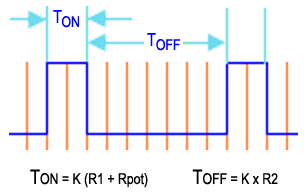 TON
TOFF
TON = K (R1 + Rpot)
TOFF = K x R2